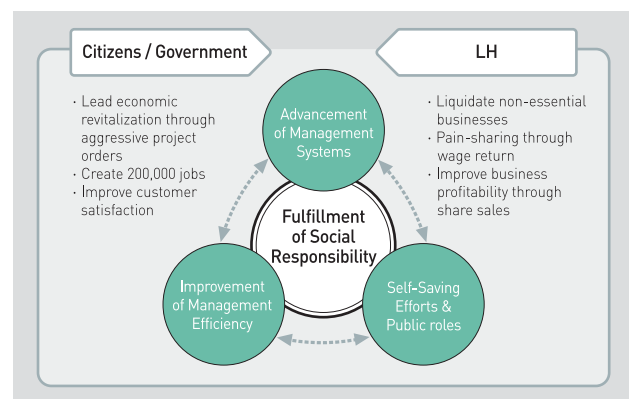 Citizens / Government
· Lead economic
revitalization through
aggressive project
orders
· Create 200,000 jobs
· Improve customer
satisfaction
LH
· Liquidate non-essential
businesses
· Pain-sharing through
wage return
· Improve business
profitability through
share sales
Advancement
of Management
Systems
Fulfillment
of Social
Responsibility
Improvement
of Management
Efficiency
Self-Saving
Efforts &
Public roles